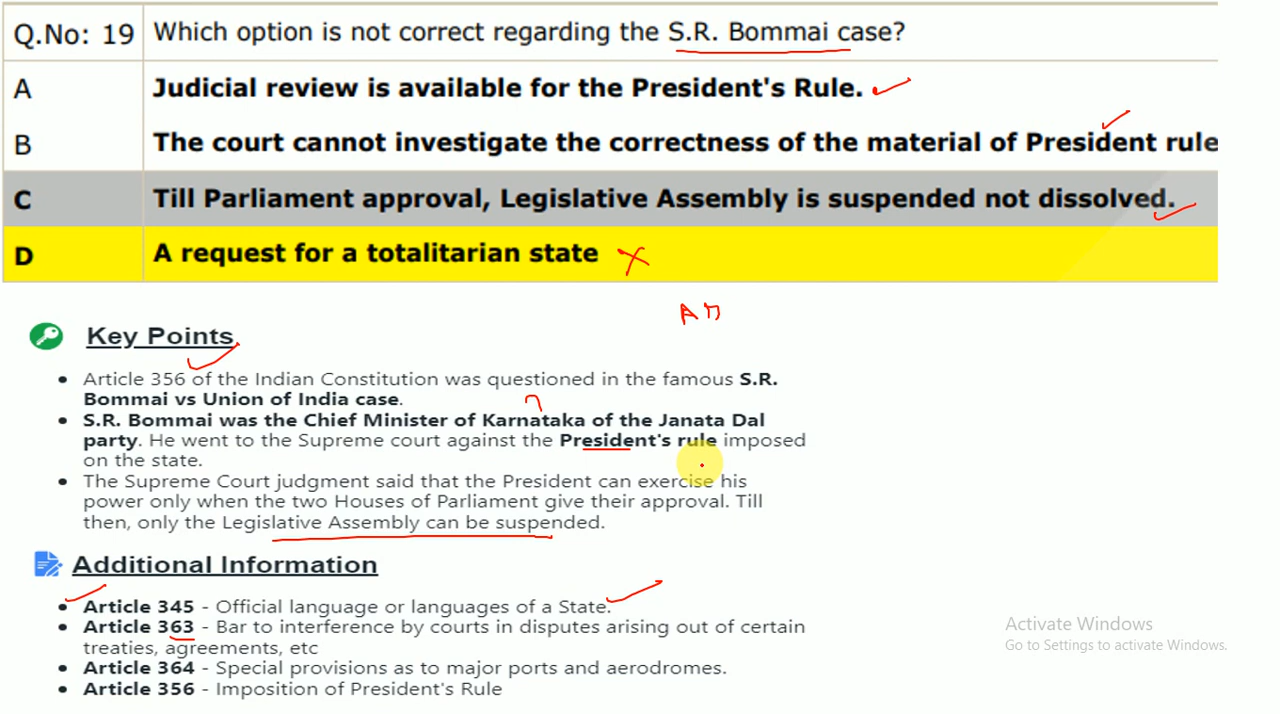 Q.No: 19 Which option is not correct regarding the S.R. Bommai case?
A Judicial review is available for the President's Rule.
B The court cannot investigate the correctness of the material of President rule
C Till Parliament approval, Legislative Assembly is suspended not dissolved.
D A request for a totalitarian state
Key Points
• Article 356 of the Indian Constitution was questioned in the famous S.R.
Bommai vs Union of India case.
• S.R. Bommai was the Chief Minister of Karnataka of the Janata Dal
party. He went to the Supreme court against the President's rule imposed
on the state.
• The Supreme Court judgment said that the President can exercise his
power only when the two Houses of Parliament give their approval. Till
then, only the Legislative Assembly can be suspended.
Additional Information
• Article 345 - Official language or languages of a State.
• Article 363 - Bar to interference by courts in disputes arising out of certain
treaties, agreements, etc
• Article 364 - Special provisions as to major ports and aerodromes.
• Article 356 - Imposition of President's Rule
Activate Windows
Go to Settings to activate Windows.